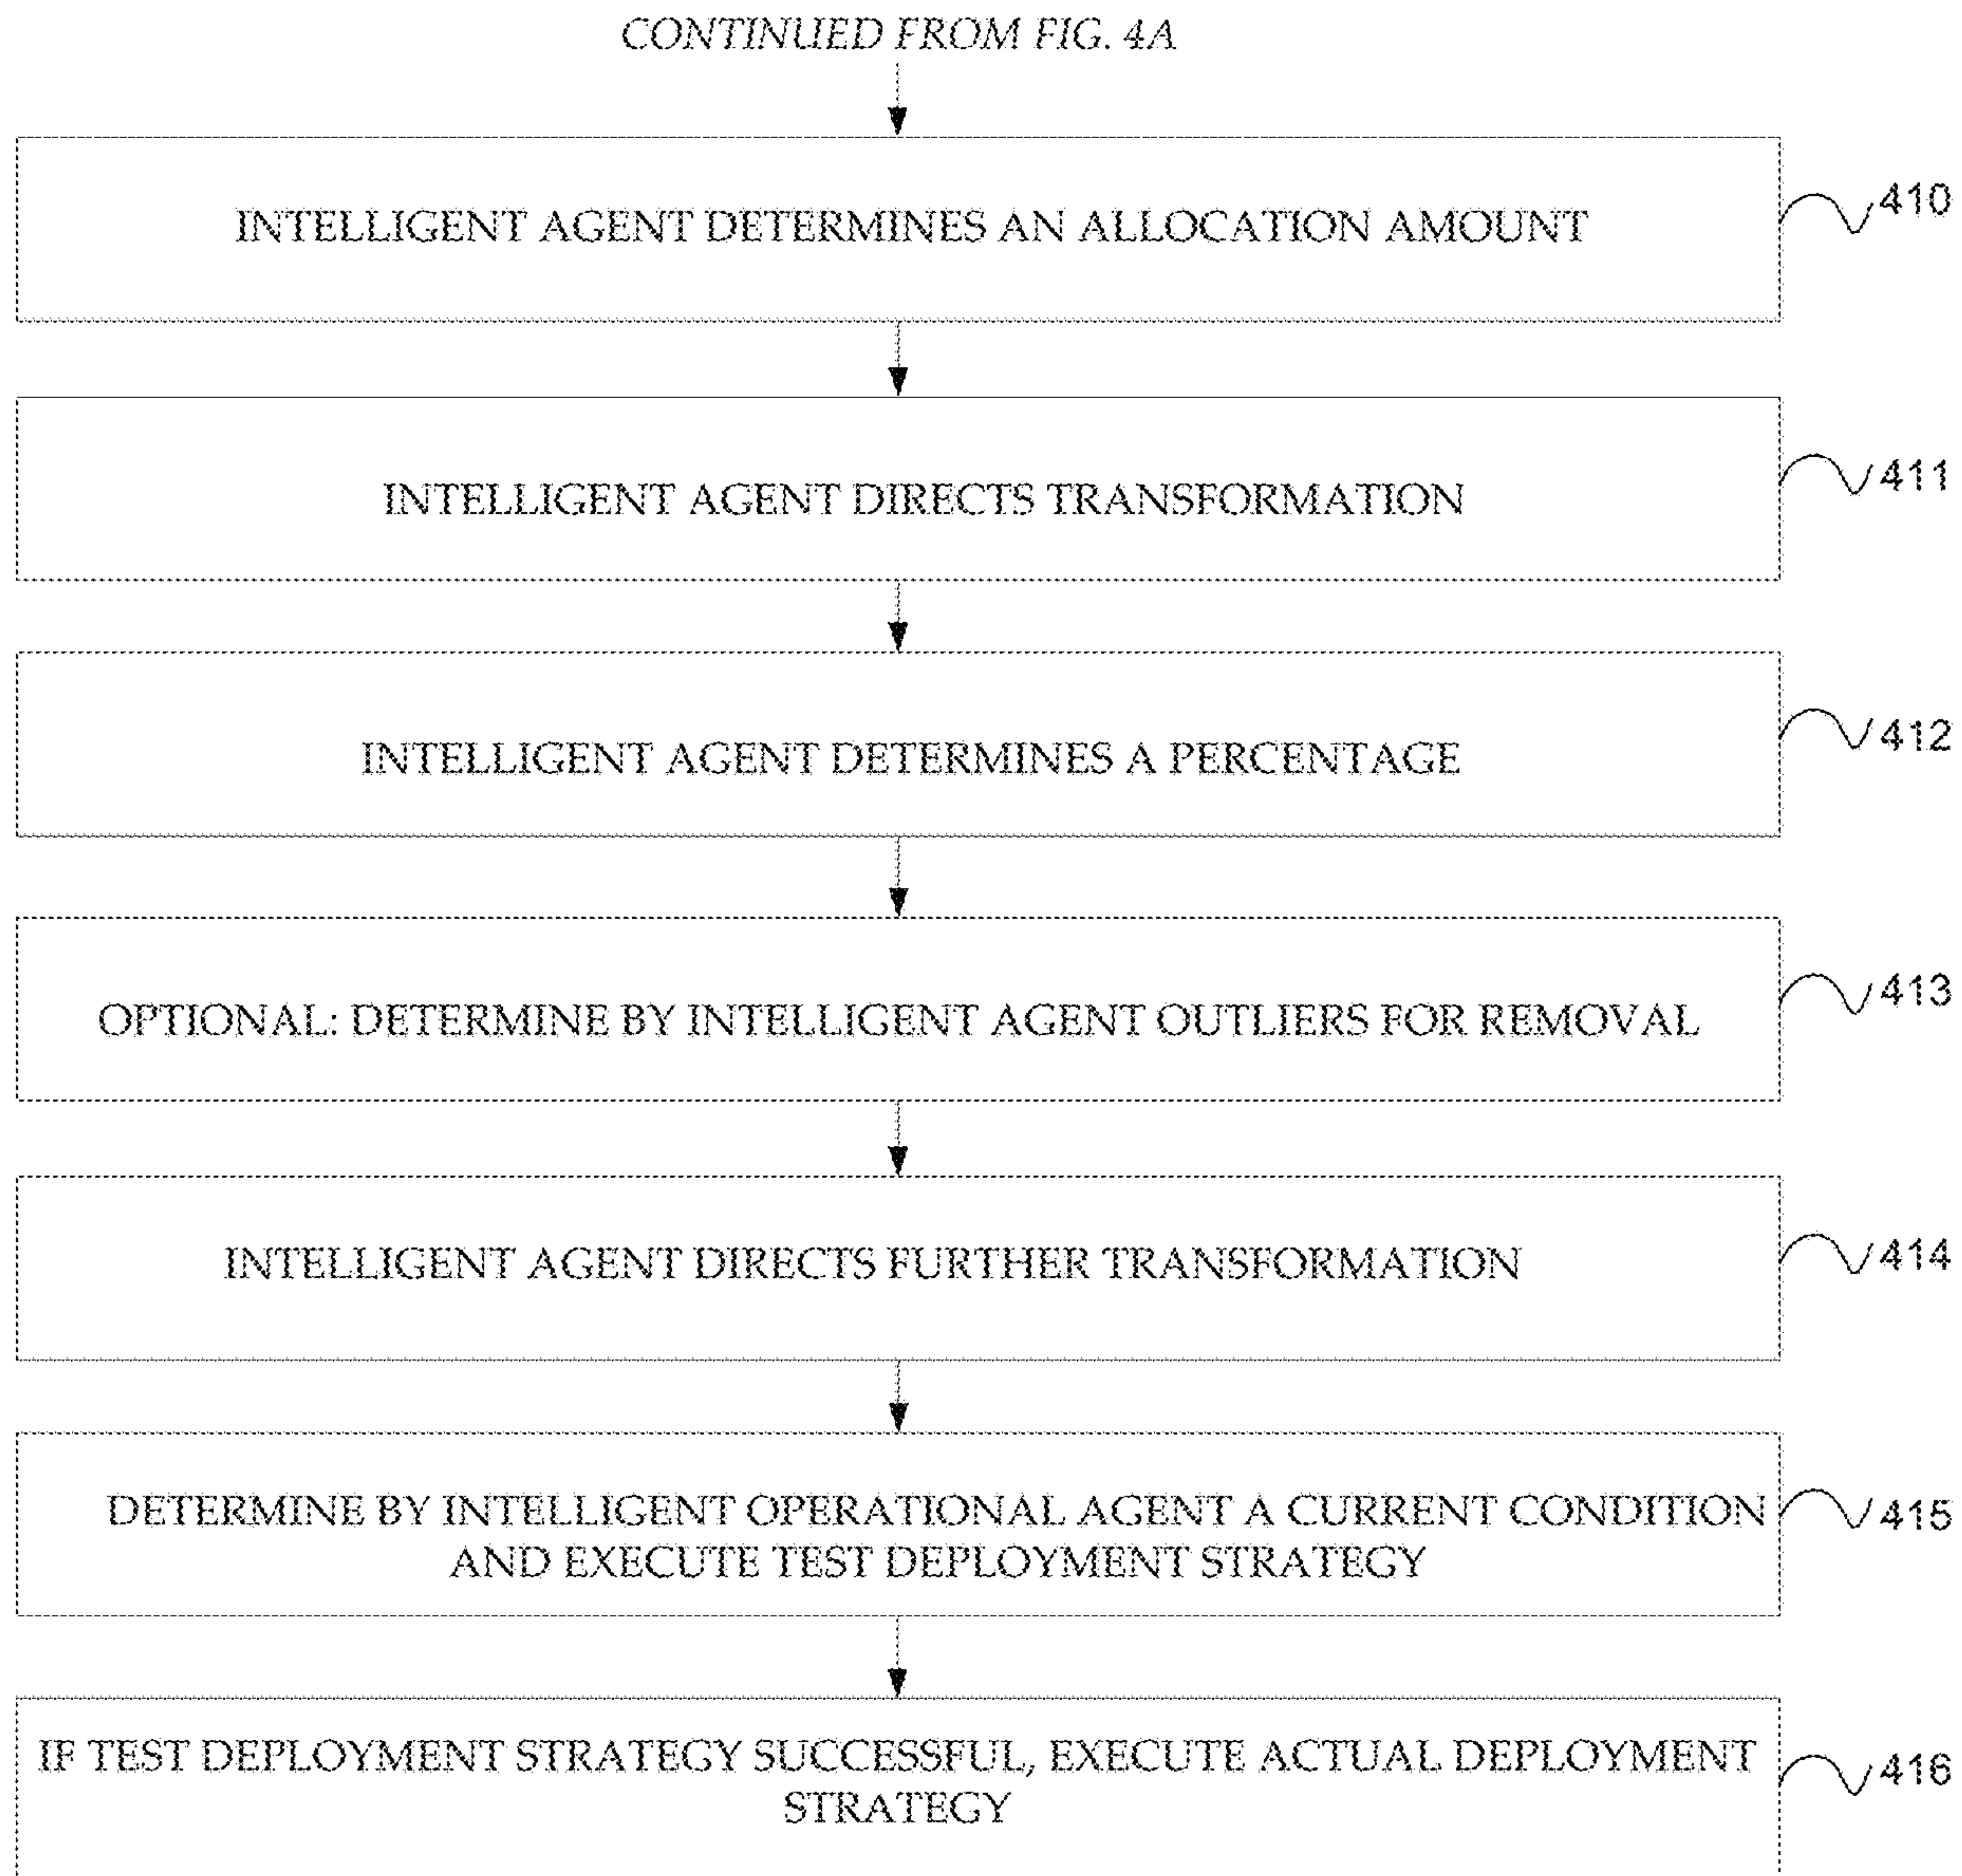 CONTINUED FROM FIG. 4A
INTELLIGENT AGENT DETERMINES AN ALLOCATION AMOUNT
410
INTELLIGENT AGENT DIRECTS TRANSFORMATION
411
INTELLIGENT AGENT DETERMINES A PERCENTAGE
412
OPTIONAL: DETERMINE BY INTELLIGENT AGENT OUTLIERS FOR REMOVAL
413
INTELLIGENT AGENT DIRECTS FURTHER TRANSFORMATION
414
DETERMINE BY INTELLIGENT OPERATIONAL AGENT A CURRENT CONDITION
AND EXECUTE TEST DEPLOYMENT STRATEGY
415
IF TEST DEPLOYMENT STRATEGY SUCCESSFUL, EXECUTE ACTUAL DEPLOYMENT
STRATEGY
416